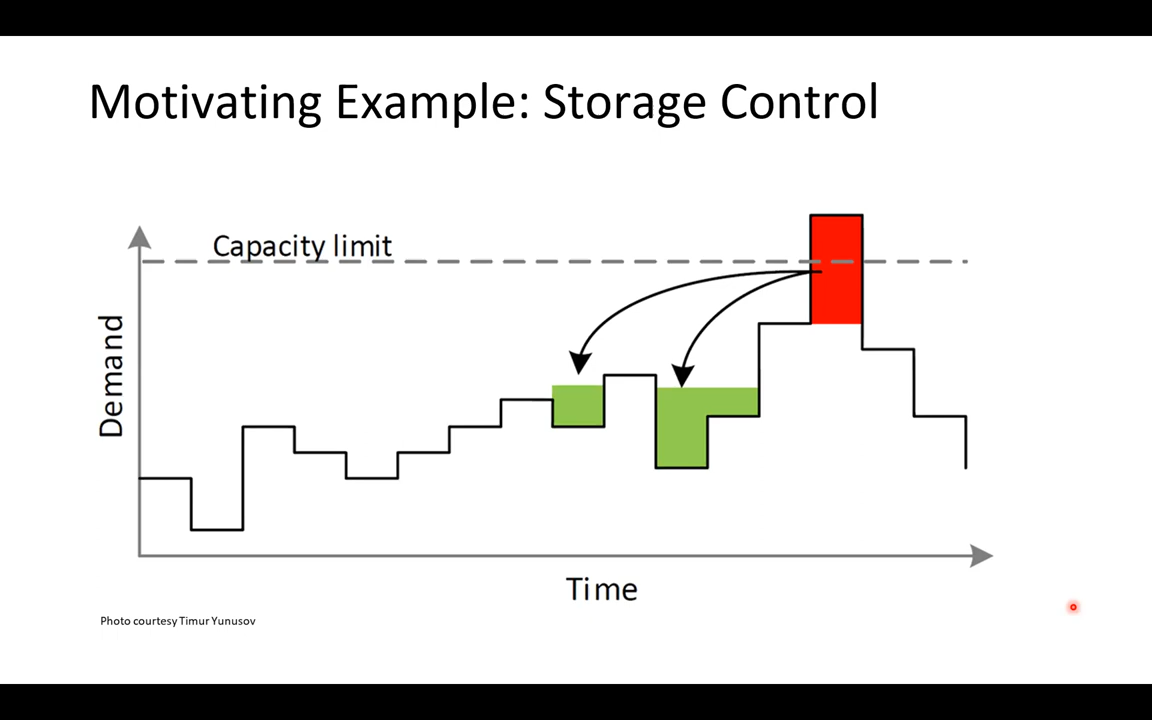 Motivating Example: Storage Control
Capacity limit
Demand
Time
Photo courtesy Timur Yunusov